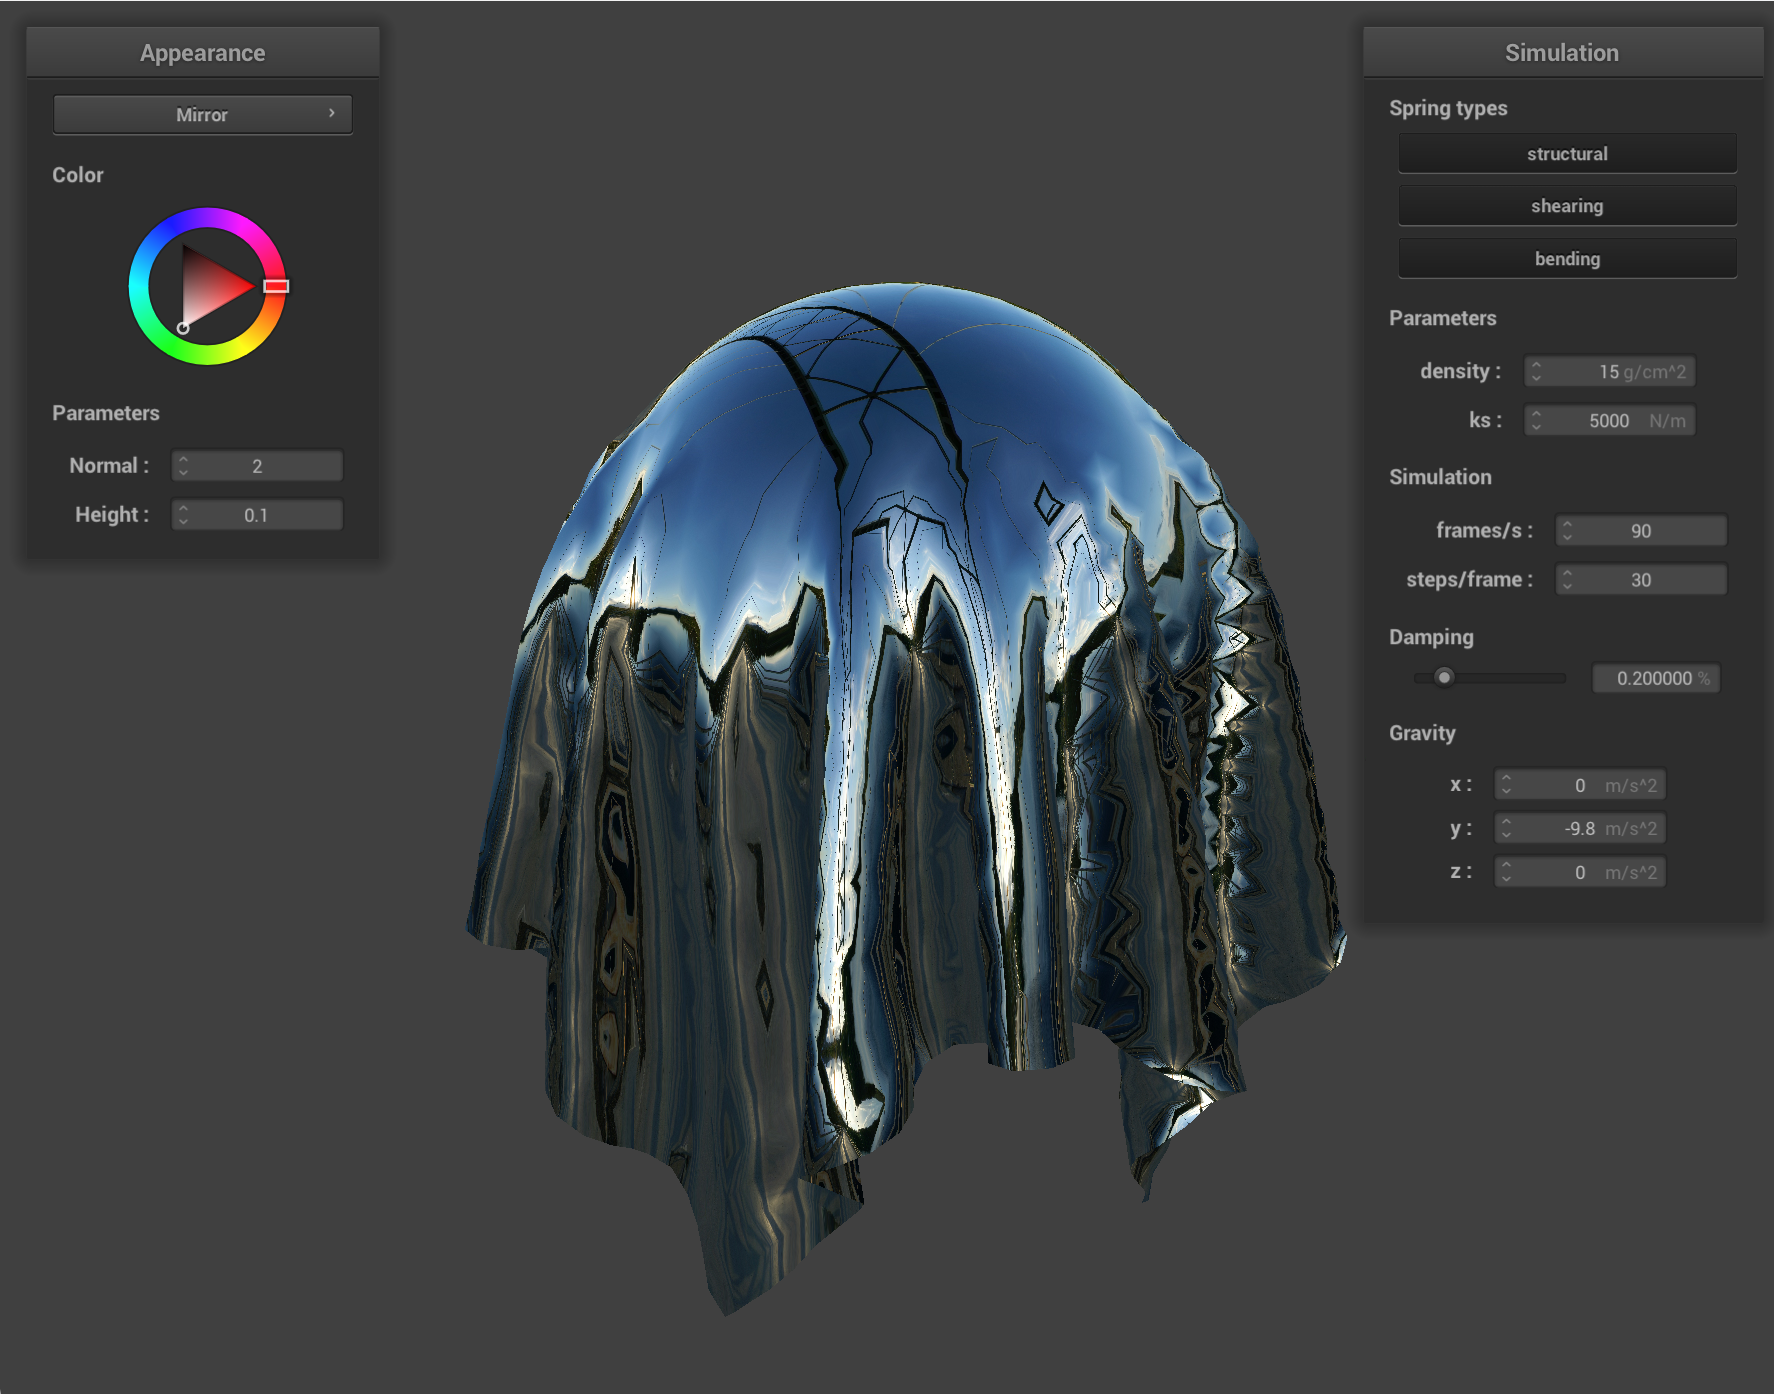 Appearance
Mirror
Color
Parameters
Normal : 2
Height : 0.1
Simulation
Spring types
structural
shearing
bending
Parameters
density : 15 g/cm^2
ks : 5000 N/m
Simulation
frames/s : 90
steps/frame : 30
Damping
0.200000 %
Gravity
x : 0 m/s^2
y : -9.8 m/s^2
z : 0 m/s^2